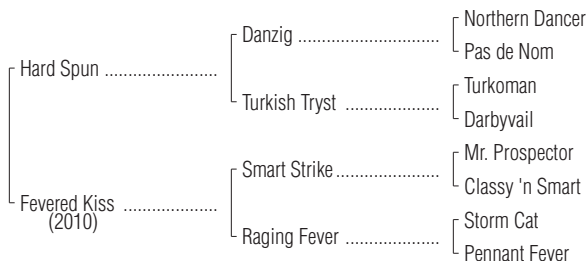 Northern Dancer
Danzig ..............................
Pas de Nom
Hard Spun ........................
Turkoman
Turkish Tryst ....................
Darbyvail
Mr. Prospector
Smart Strike ......................
Classy 'n Smart
Fevered Kiss ....................
(2010)
Storm Cat
Raging Fever ....................
Pennant Fever